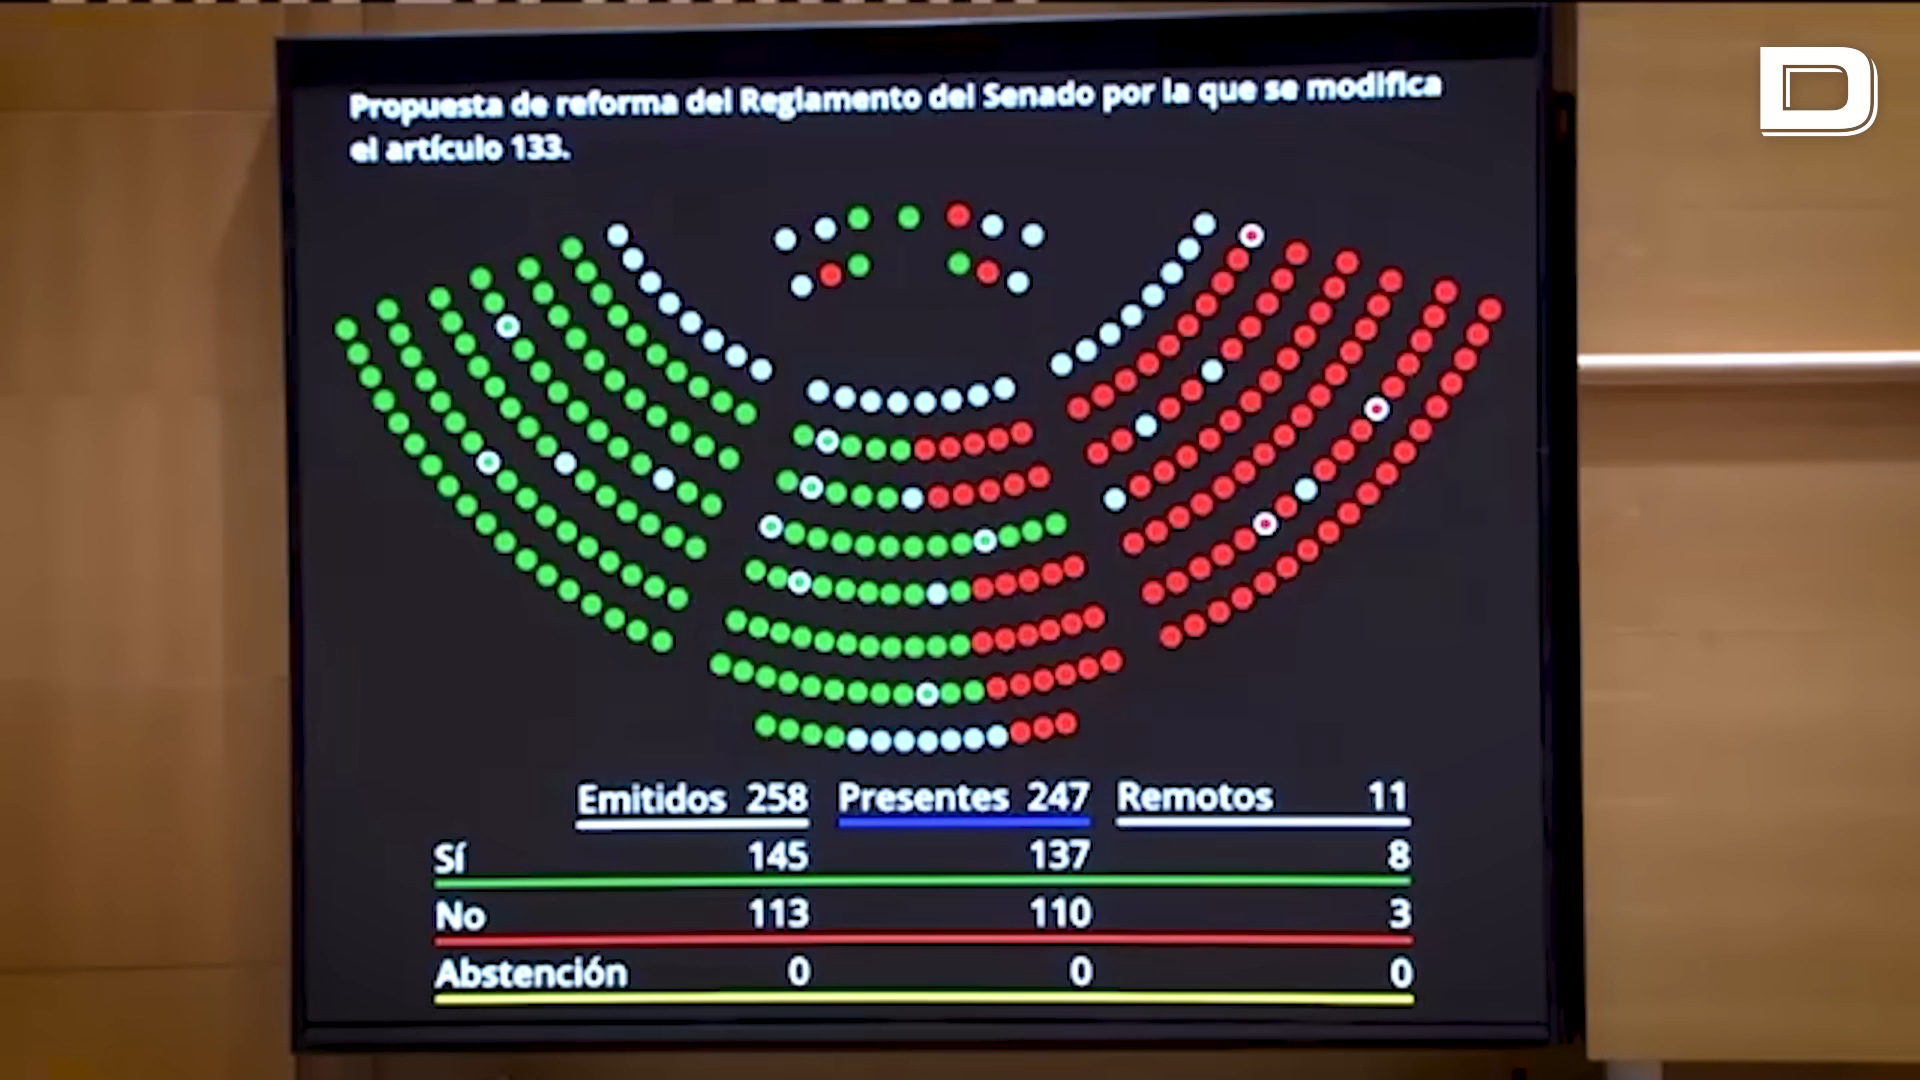 Propuesta de reforma del Reglamento del Senado por la que se modifica
el artículo 133.
Emitidos 258 Presentes 247 Remotos 11
Sí 145 137 8
No 113 110 3
Abstención 0 0 0
D